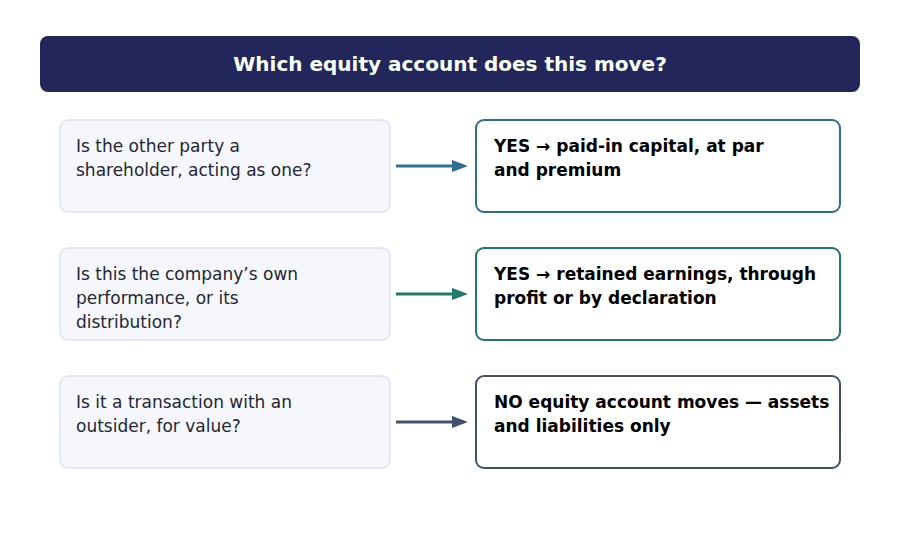 Which equity account does this move?
Is the other party a
shareholder, acting as one?
YES → paid-in capital, at par
and premium
Is this the company’s own
performance, or its
distribution?
YES → retained earnings, through
profit or by declaration
Is it a transaction with an
outsider, for value?
NO equity account moves — assets
and liabilities only